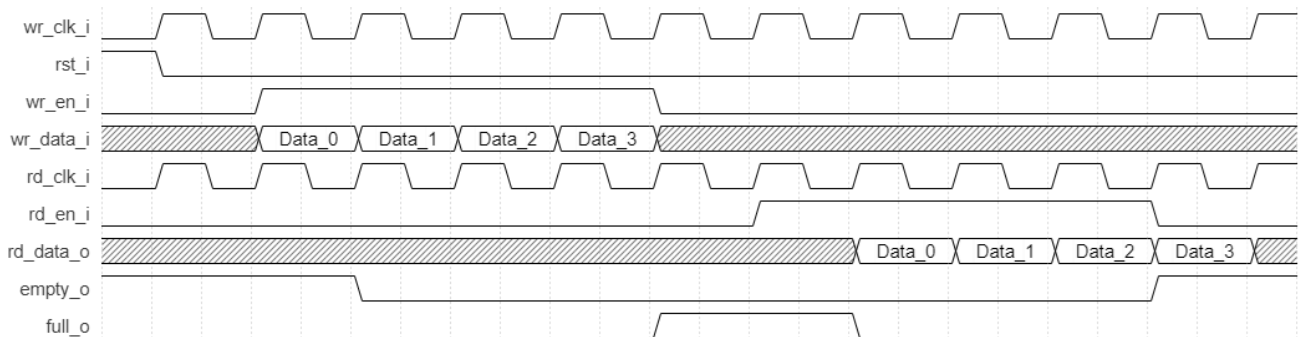 wr_clk_i
rst_i
wr_en_i
wr_data_i Data_0 Data_1 Data_2 Data_3
rd_clk_i
rd_en_i
rd_data_o Data_0 Data_1 Data_2 Data_3
empty_o
full_o